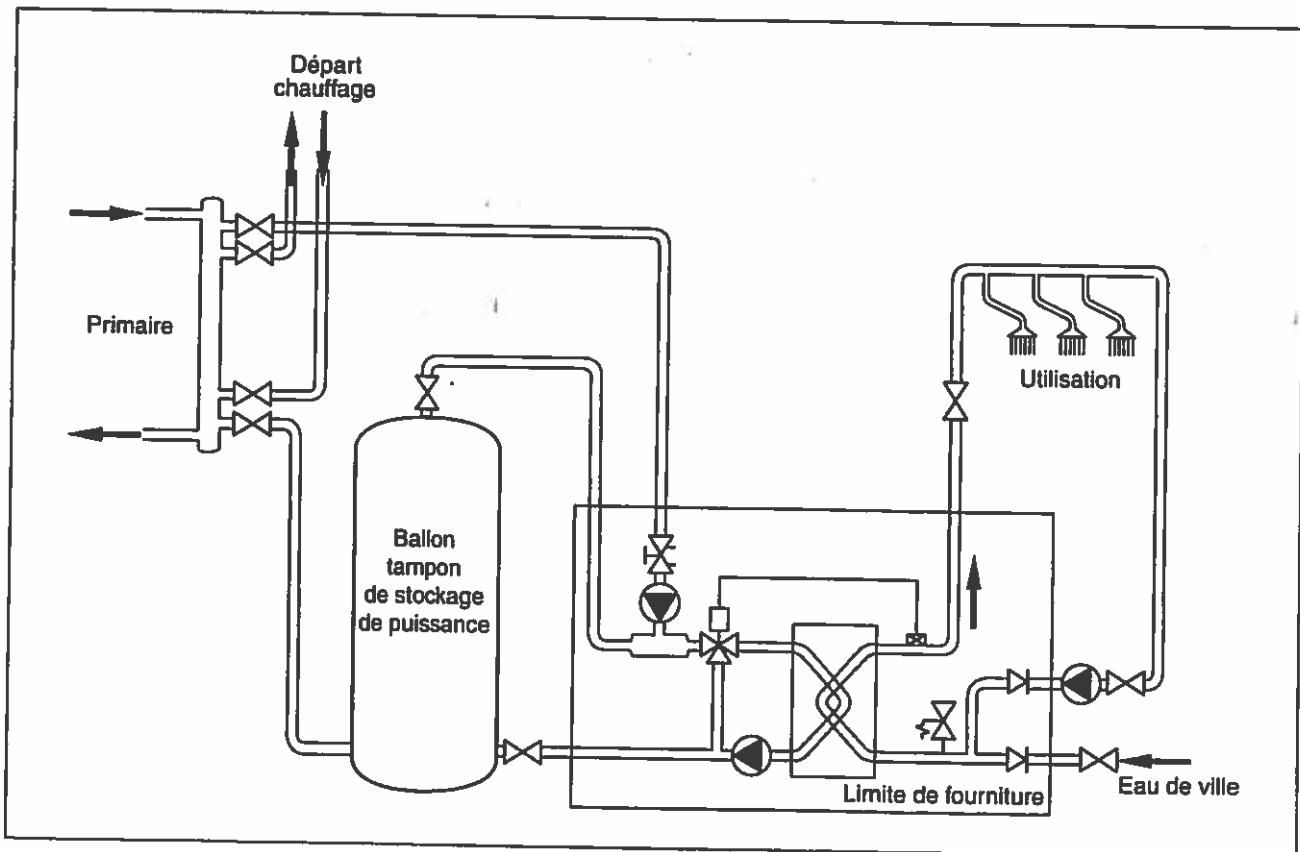 Départ
chauffage
Primaire
Utilisation
Ballon
tampon
de stockage
de puissance
Limite de fourniture
Eau de ville